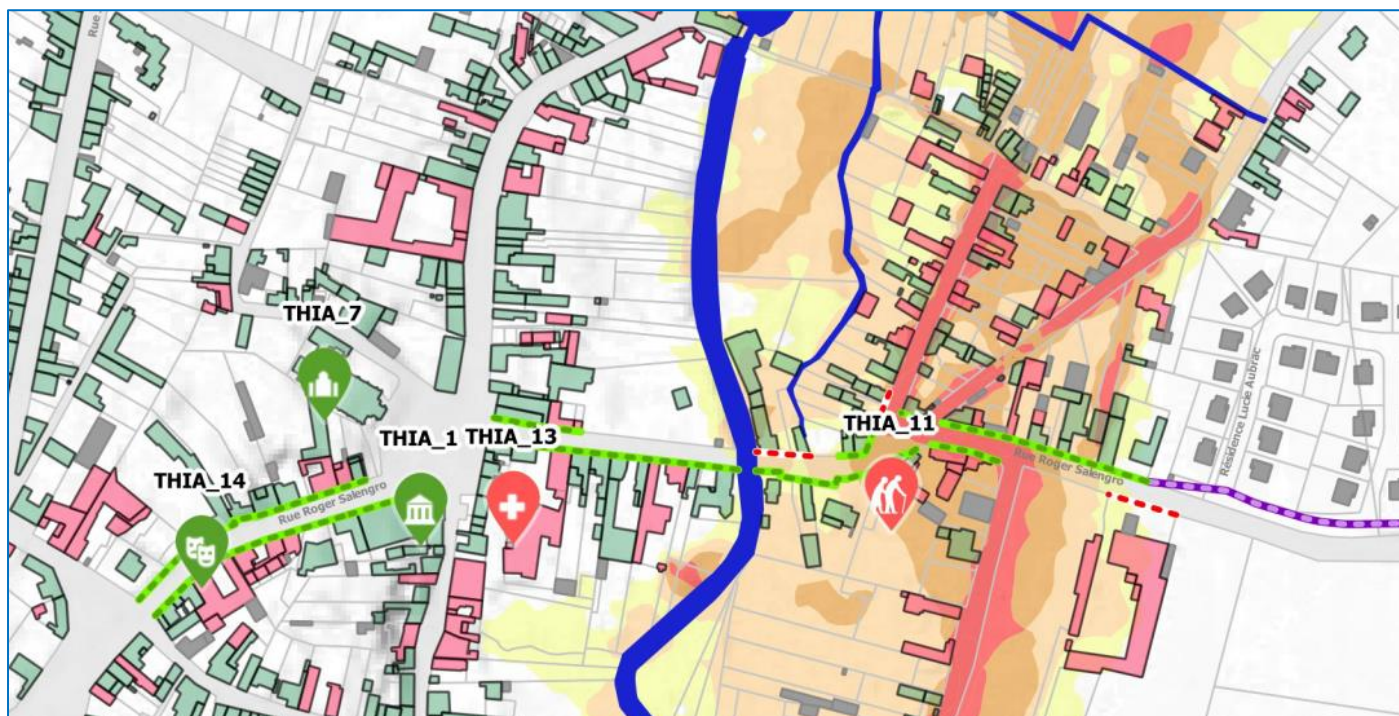 Rue
THIA_7
THIA_1
THIA_13
THIA_11
THIA_14
Rue Roger Salengro
Rue Roger Salengro
Résidence Lucie Aubrac